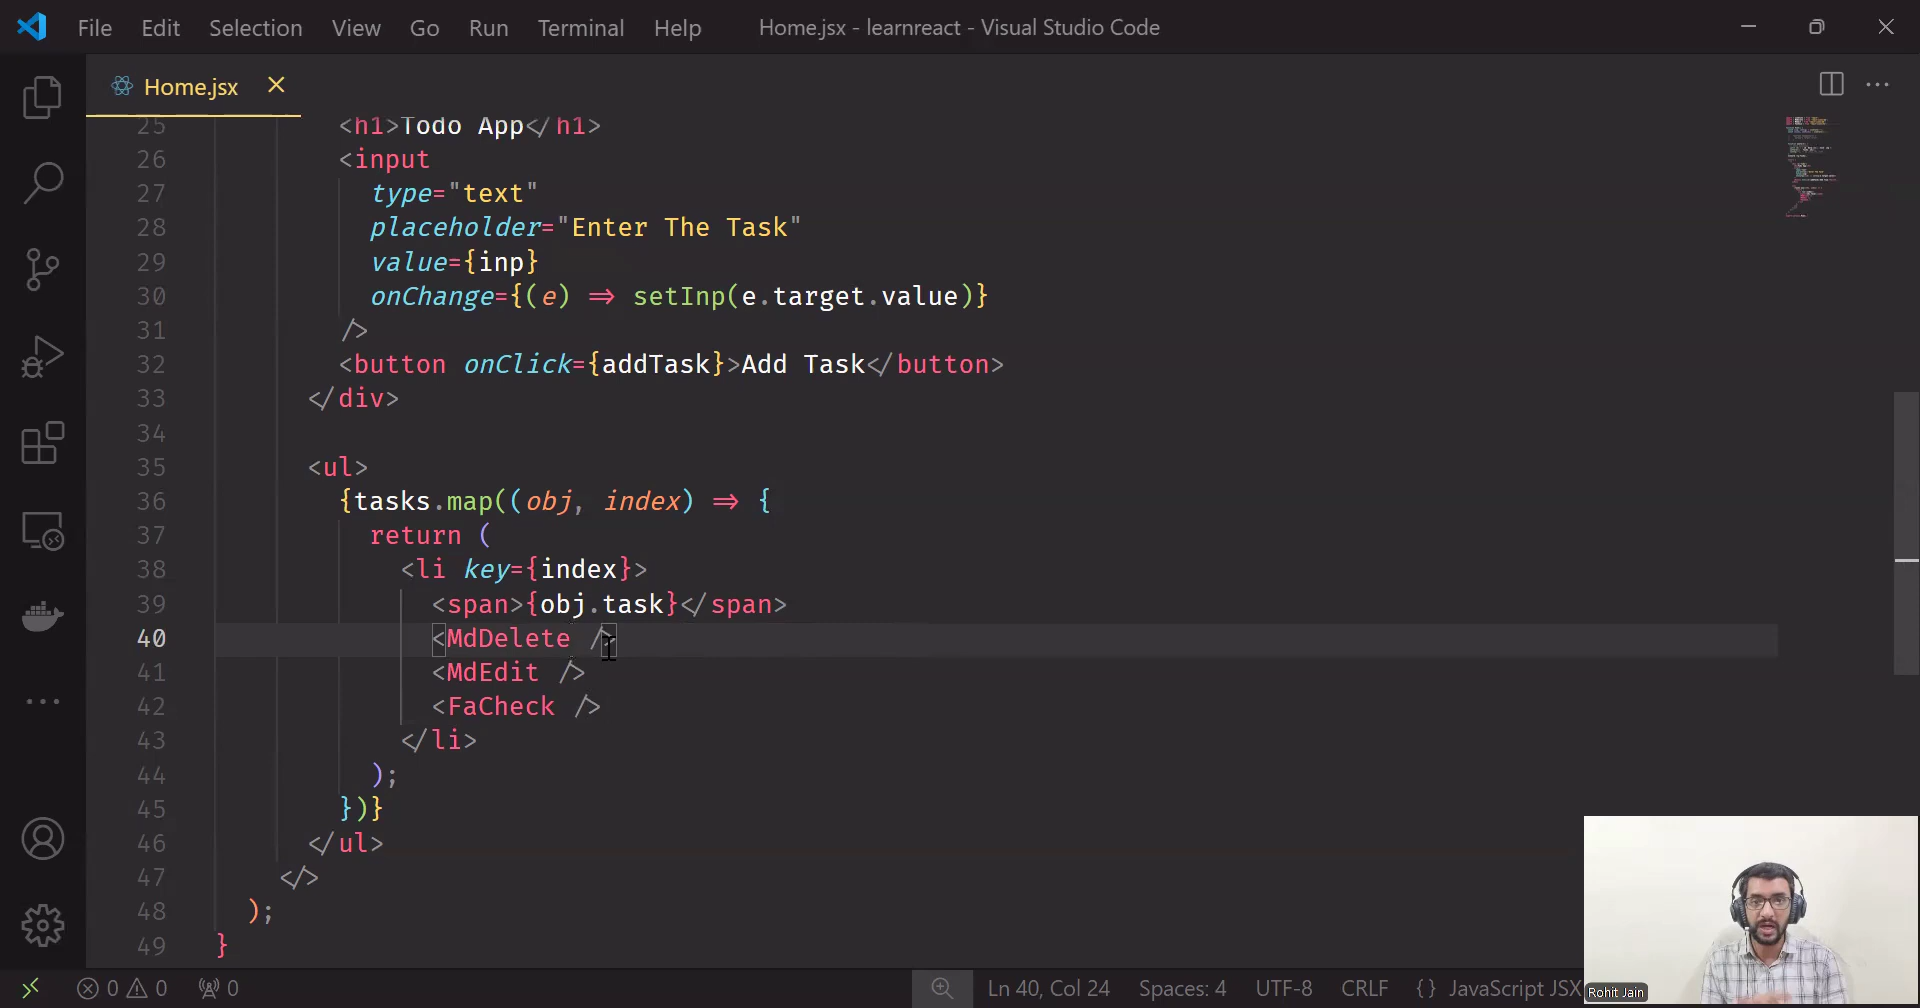 File Edit Selection View Go Run Terminal Help Home.jsx - learnreact - Visual Studio Code
Home.jsx
25 <h1>Todo App</h1>
26 <input
27 type="text"
28 placeholder="Enter The Task"
29 value={inp}
30 onChange={(e) => setInp(e.target.value)}
31 />
32 <button onClick={addTask}>Add Task</button>
33 </div>
34
35 <ul>
36 {tasks.map((obj, index) => {
37 return (
38 <li key={index}>
39 <span>{obj.task}</span>
40 <MdDelete />
41 <MdEdit />
42 <FaCheck />
43 </li>
44 );
45 })}
46 </ul>
47 </>
48 );
49 }
0 0 0 Ln 40, Col 24 Spaces: 4 UTF-8 CRLF {} JavaScript JSX
Rohit Jain